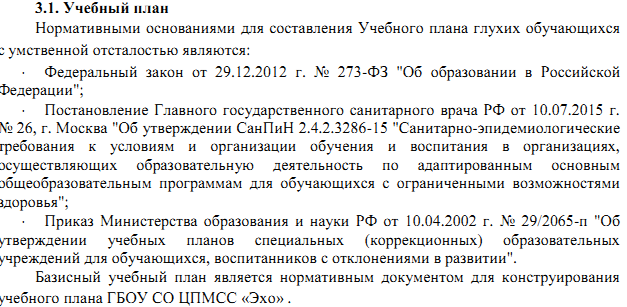 3.1. Учебный план
Нормативными основаниями для составления Учебного плана глухих обучающихся
с умственной отсталостью являются:
· Федеральный закон от 29.12.2012 г. № 273-ФЗ "Об образовании в Российской
Федерации";
· Постановление Главного государственного санитарного врача РФ от 10.07.2015 г.
№ 26, г. Москва "Об утверждении СанПиН 2.4.2.3286-15 "Санитарно-эпидемиологические
требования к условиям и организации обучения и воспитания в организациях,
осуществляющих образовательную деятельность по адаптированным основным
общеобразовательным программам для обучающихся с ограниченными возможностями
здоровья";
· Приказ Министерства образования и науки РФ от 10.04.2002 г. № 29/2065-п "Об
утверждении учебных планов специальных (коррекционных) образовательных
учреждений для обучающихся, воспитанников с отклонениями в развитии".
Базисный учебный план является нормативным документом для конструирования
учебного плана ГБОУ СО ЦПМСС «Эхо» .